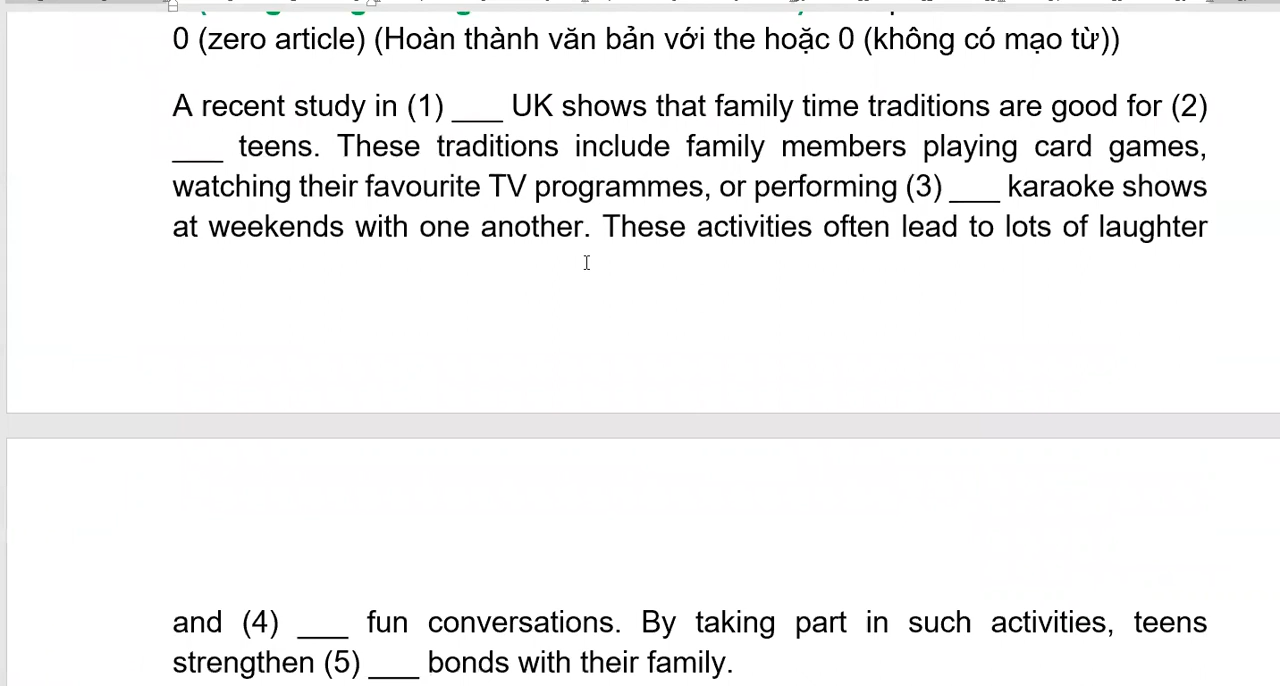 0 (zero article) (Hoàn thành văn bản với the hoặc 0 (không có mạo từ))
A recent study in (1) ___ UK shows that family time traditions are good for (2)
___ teens. These traditions include family members playing card games,
watching their favourite TV programmes, or performing (3) ___ karaoke shows
at weekends with one another. These activities often lead to lots of laughter
and (4) ___ fun conversations. By taking part in such activities, teens
strengthen (5) ___ bonds with their family.